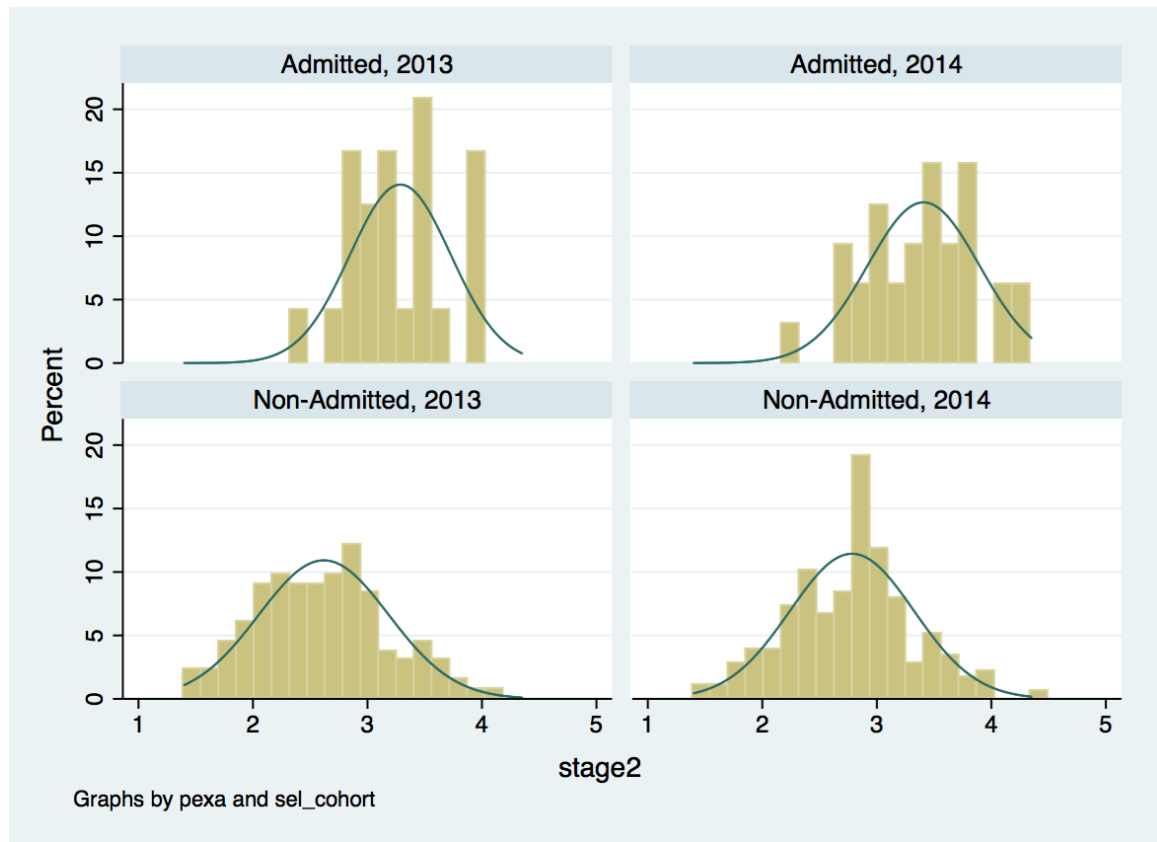 Admitted, 2013
Admitted, 2014
20
15
10
5
0
Non-Admitted, 2013
Non-Admitted, 2014
Percent
20
15
10
5
0
1 2 3 4 5
1 2 3 4 5
stage2
Graphs by pexa and sel_cohort